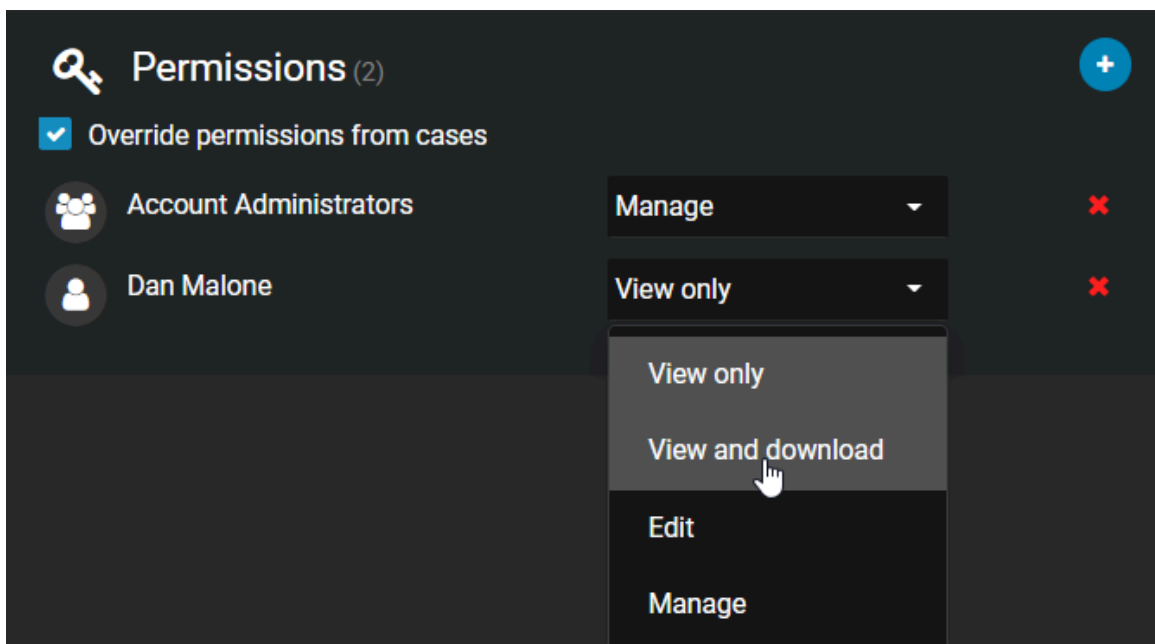 Permissions (2)
Override permissions from cases
Account Administrators
Manage
Dan Malone
View only
View only
View and download
Edit
Manage